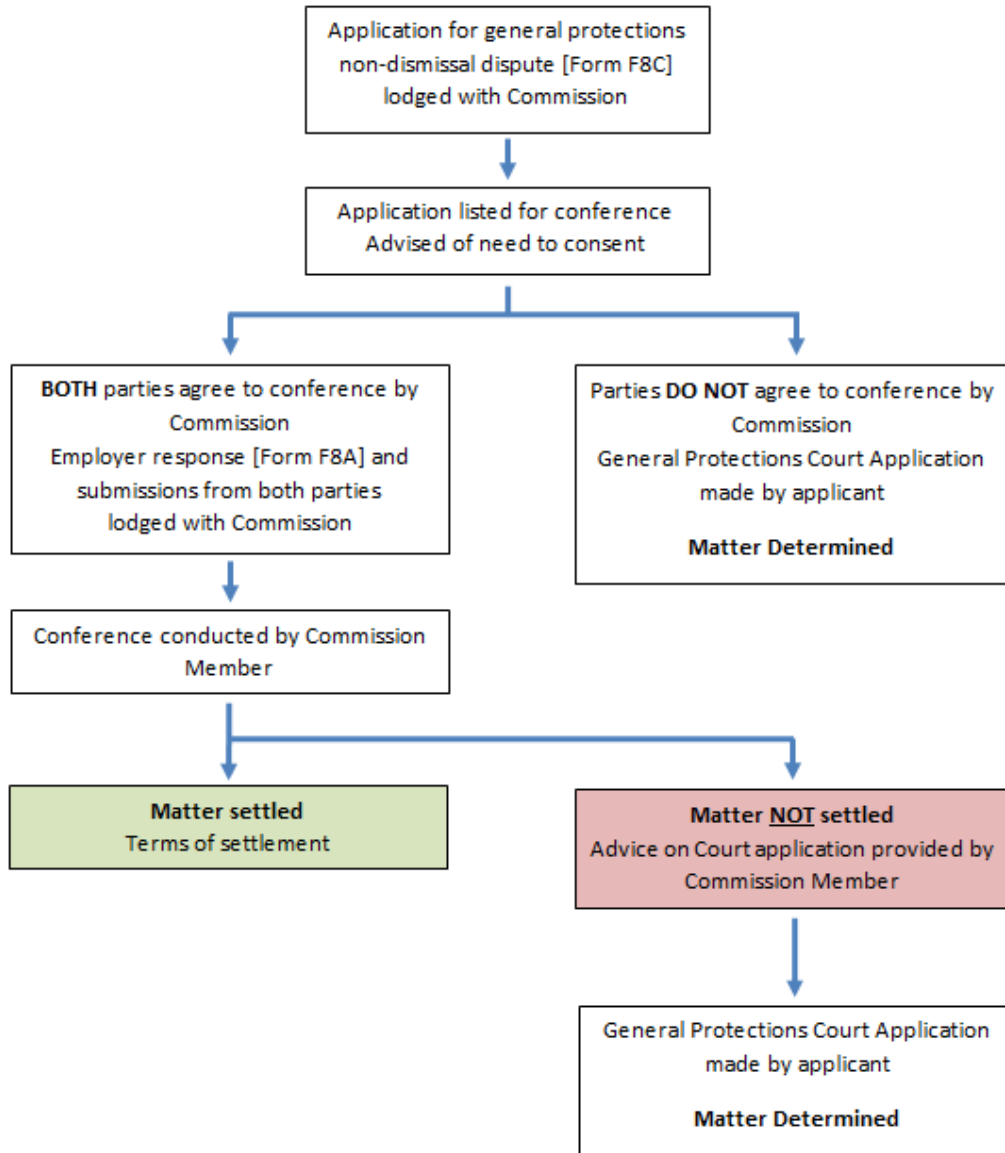 Application for general protections
non-dismissal dispute [Form F8C]
lodged with Commission
Application listed for conference
Advised of need to consent
BOTH parties agree to conference by
Commission
Employer response [Form F8A] and
submissions from both parties
lodged with Commission
Parties DO NOT agree to conference by
Commission
General Protections Court Application
made by applicant
Matter Determined
Conference conducted by Commission
Member
Matter settled
Terms of settlement
Matter NOT settled
Advice on Court application provided by
Commission Member
General Protections Court Application
made by applicant
Matter Determined